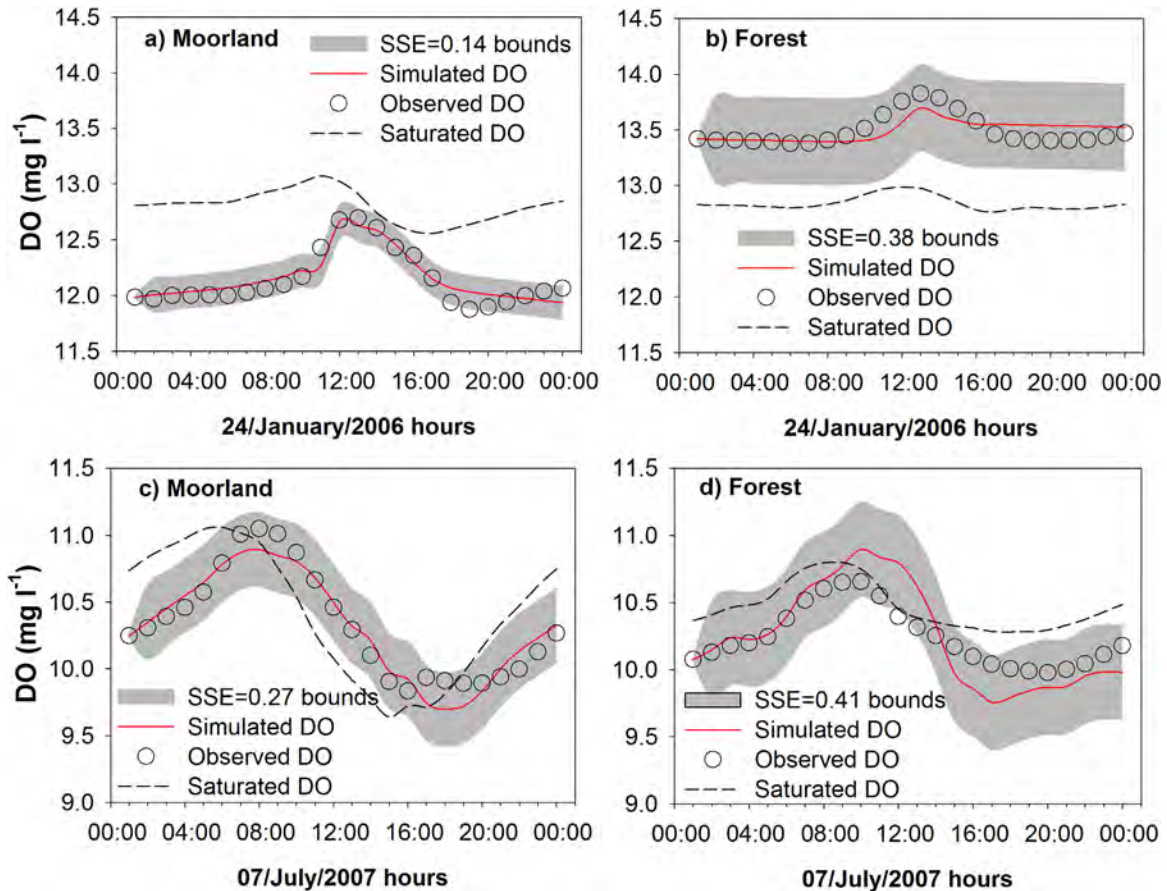 a) Moorland
SSE=0.14 bounds
Simulated DO
Observed DO
Saturated DO
14.5
14.0
13.5
13.0
12.5
12.0
11.5
DO (mg l⁻¹)
00:00 04:00 08:00 12:00 16:00 20:00 00:00
24/January/2006 hours
b) Forest
SSE=0.38 bounds
Simulated DO
Observed DO
Saturated DO
14.5
14.0
13.5
13.0
12.5
12.0
11.5
00:00 04:00 08:00 12:00 16:00 20:00 00:00
24/January/2006 hours
c) Moorland
SSE=0.27 bounds
Simulated DO
Observed DO
Saturated DO
11.5
11.0
10.5
10.0
9.5
9.0
DO (mg l⁻¹)
00:00 04:00 08:00 12:00 16:00 20:00 00:00
07/July/2007 hours
d) Forest
SSE=0.41 bounds
Simulated DO
Observed DO
Saturated DO
11.5
11.0
10.5
10.0
9.5
9.0
00:00 04:00 08:00 12:00 16:00 20:00 00:00
07/July/2007 hours